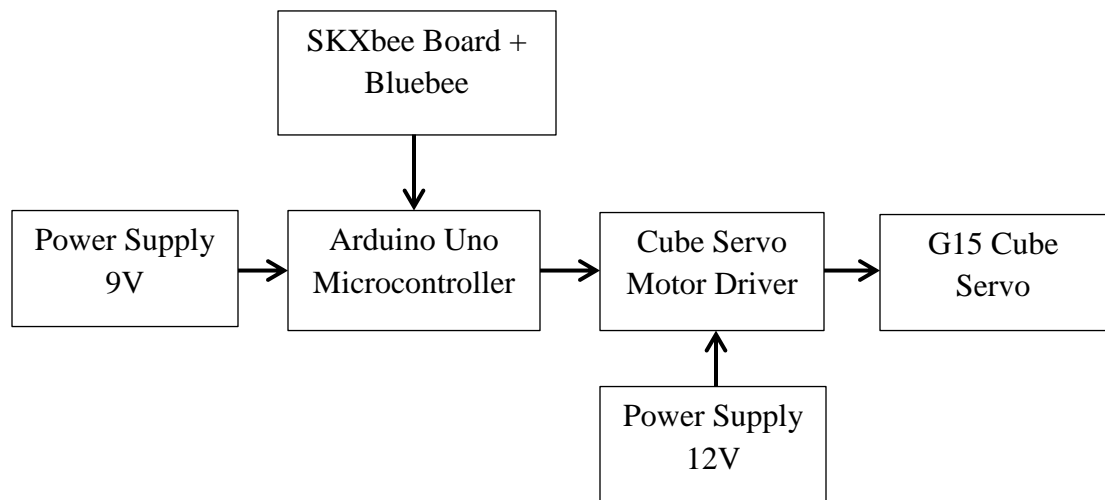 SKXbee Board +
Bluebee
Power Supply
9V
Arduino Uno
Microcontroller
Cube Servo
Motor Driver
G15 Cube
Servo
Power Supply
12V